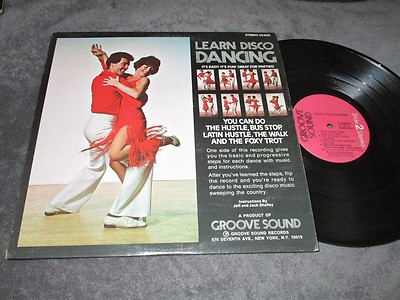 STEREO
LEARN DISCO
DANCING
IT'S EASY! IT'S FUN! GREAT FOR PARTIES!
YOU CAN DO
THE HUSTLE, BUS STOP,
LATIN HUSTLE, THE WALK
AND THE FOXY TROT
One side of this recording gives
you the basic and progressive
steps for each dance with music
and instructions.
After you've learned the steps, flip
the record and you're ready to
dance to the exciting disco music
sweeping the country.
Instructions By
Jeff and Jack Shelley
A PRODUCT OF
GROOVE SOUND
GROOVE SOUND RECORDS
870 SEVENTH AVE., NEW YORK, N.Y. 10019
GROOVE
SOUND
Side 2